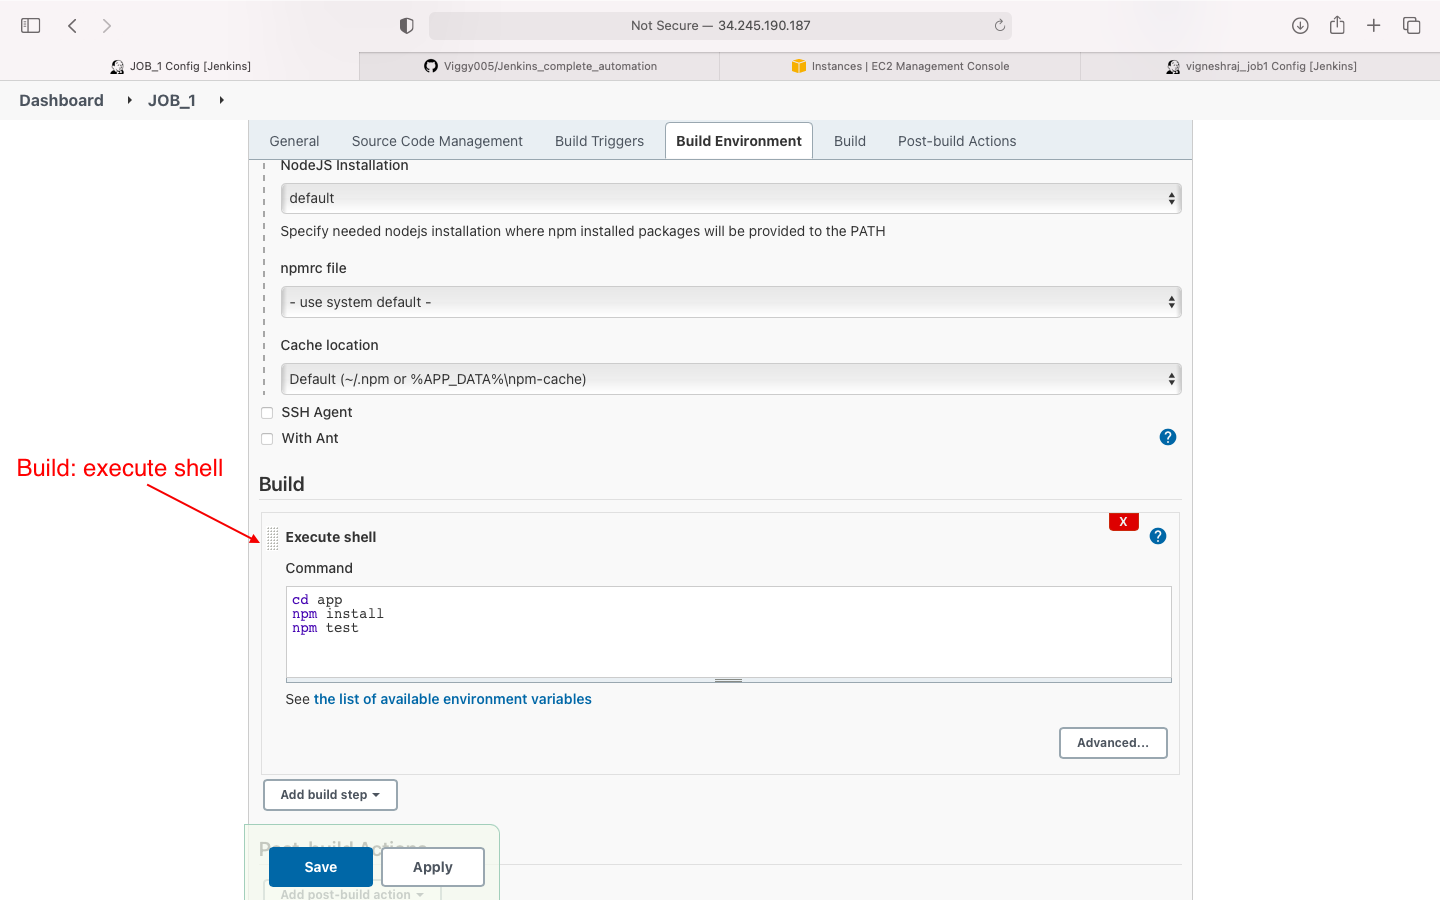 Not Secure — 34.245.190.187
JOB_1 Config [Jenkins]
Viggy005/Jenkins_complete_automation
Instances | EC2 Management Console
vigneshraj_job1 Config [Jenkins]
Dashboard
JOB_1
General
Source Code Management
Build Triggers
Build Environment
Build
Post-build Actions
NodeJS Installation
default
Specify needed nodejs installation where npm installed packages will be provided to the PATH
npmrc file
- use system default -
Cache location
Default (~/.npm or %APP_DATA%\npm-cache)
SSH Agent
With Ant
?
Build: execute shell
Build
X
Execute shell
?
Command
cd app
npm install
npm test
See the list of available environment variables
Advanced...
Add build step
Post-build Actions
Save
Apply
Add post-build action